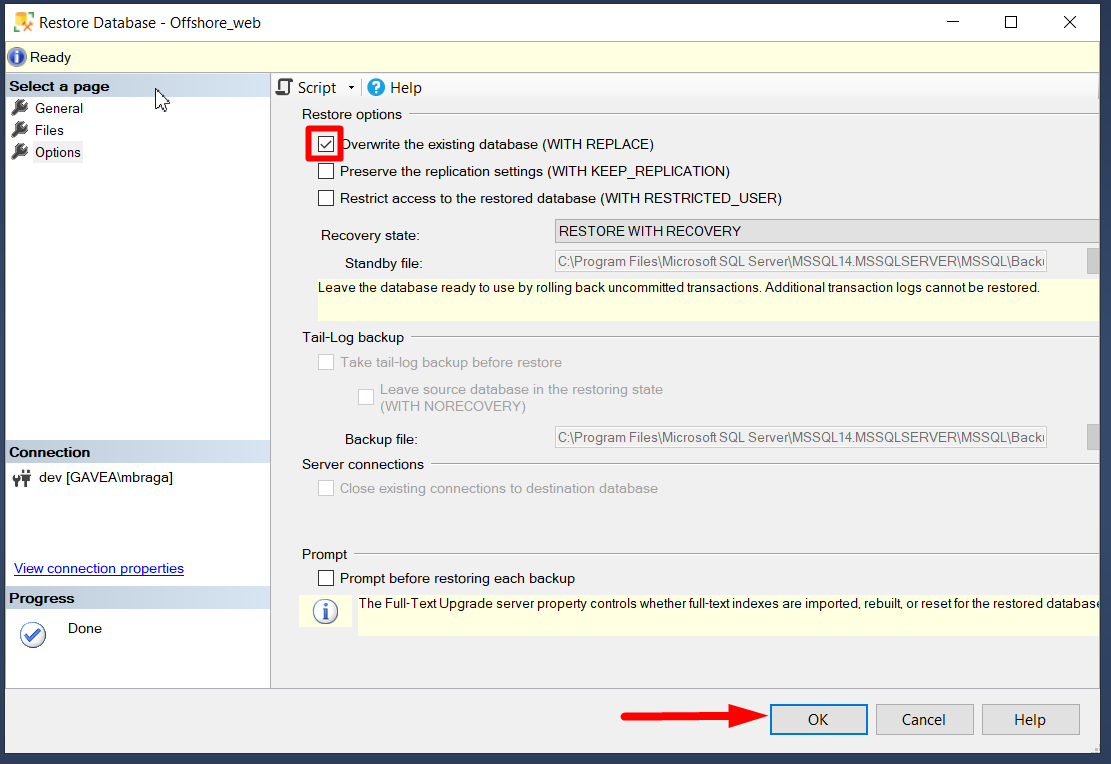 Restore Database - Offshore_web
Ready
Select a page
General
Files
Options
Connection
dev [GAVEA\mbraga]
View connection properties
Progress
Done
Script
Help
Restore options
Overwrite the existing database (WITH REPLACE)
Preserve the replication settings (WITH KEEP_REPLICATION)
Restrict access to the restored database (WITH RESTRICTED_USER)
Recovery state:
RESTORE WITH RECOVERY
Standby file:
C:\Program Files\Microsoft SQL Server\MSSQL14.MSSQLSERVER\MSSQL\Backu
Leave the database ready to use by rolling back uncommitted transactions. Additional transaction logs cannot be restored.
Tail-Log backup
Take tail-log backup before restore
Leave source database in the restoring state
(WITH NORECOVERY)
Backup file:
C:\Program Files\Microsoft SQL Server\MSSQL14.MSSQLSERVER\MSSQL\Backu
Server connections
Close existing connections to destination database
Prompt
Prompt before restoring each backup
The Full-Text Upgrade server property controls whether full-text indexes are imported, rebuilt, or reset for the restored database
OK
Cancel
Help